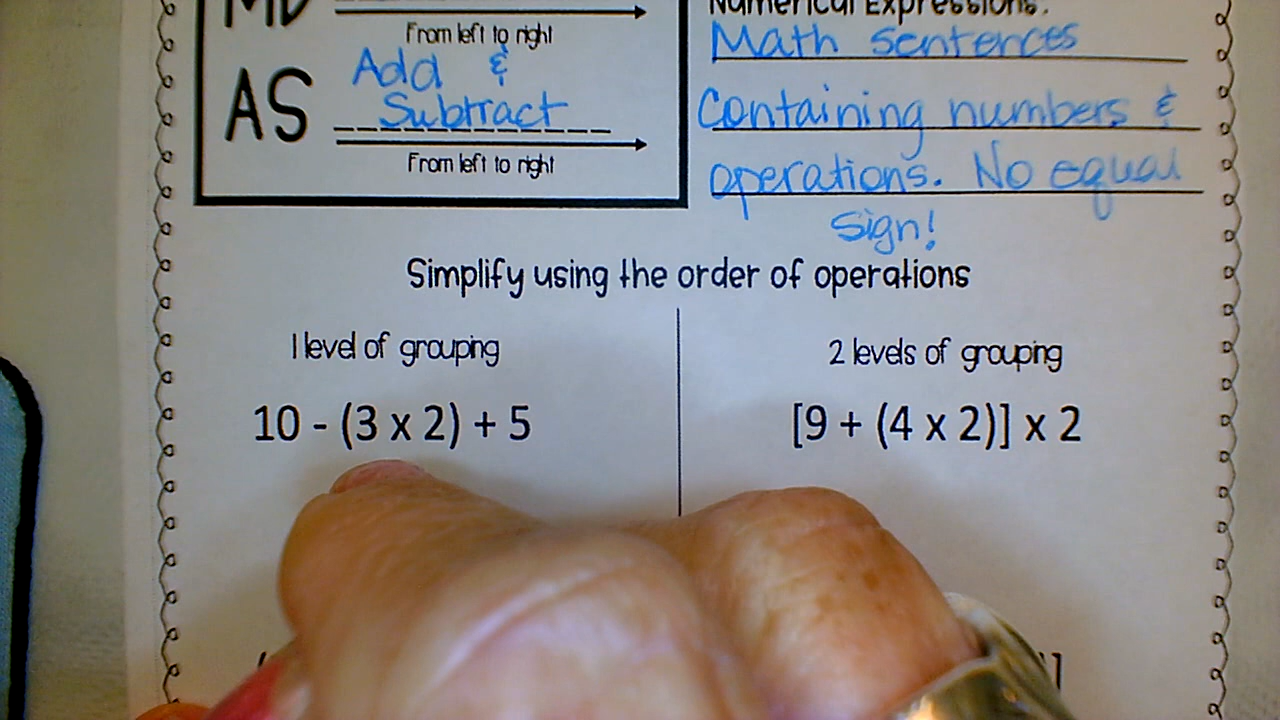 MD
From left to right
Add &
Subtract
AS
From left to right
Numerical Expressions:
Math sentences
Containing numbers &
operations. No equal
sign!
Simplify using the order of operations
1 level of grouping
10 - (3 x 2) + 5
2 levels of grouping
[9 + (4 x 2)] x 2